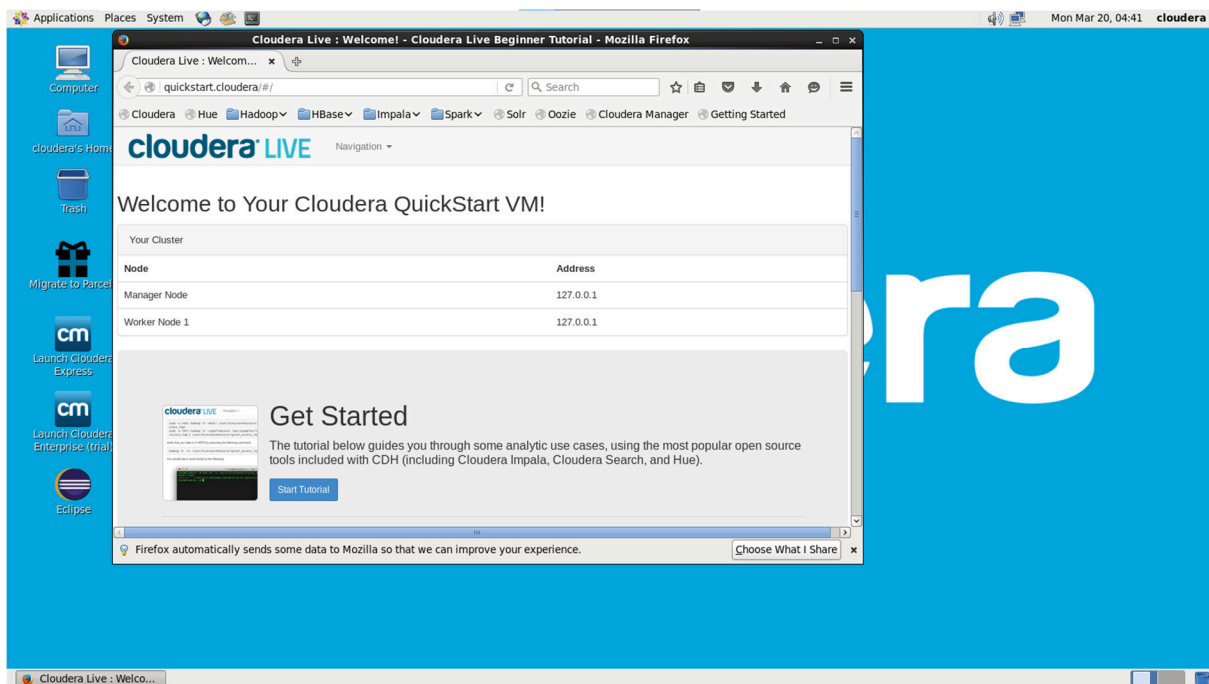 Applications Places System Mon Mar 20, 04:41 cloudera
Cloudera Live : Welcome! - Cloudera Live Beginner Tutorial - Mozilla Firefox
Cloudera Live : Welcom...
quickstart.cloudera/#/ Search
Cloudera Hue Hadoop HBase Impala Spark Solr Oozie Cloudera Manager Getting Started
cloudera LIVE Navigation
Welcome to Your Cloudera QuickStart VM!
Your Cluster
Node Address
Manager Node 127.0.0.1
Worker Node 1 127.0.0.1
cloudera LIVE
Get Started
The tutorial below guides you through some analytic use cases, using the most popular open source
tools included with CDH (including Cloudera Impala, Cloudera Search, and Hue).
Start Tutorial
Firefox automatically sends some data to Mozilla so that we can improve your experience. Choose What I Share
Computer
cloudera's Home
Trash
Migrate to Parcel
cm
Launch Cloudera
Express
cm
Launch Cloudera
Enterprise (trial)
Eclipse
era
Cloudera Live : Welco...